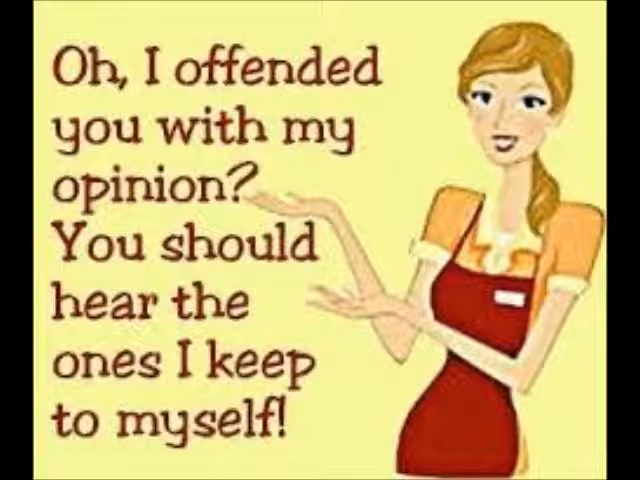 Oh, I offended
you with my
opinion?
You should
hear the
ones I keep
to myself!